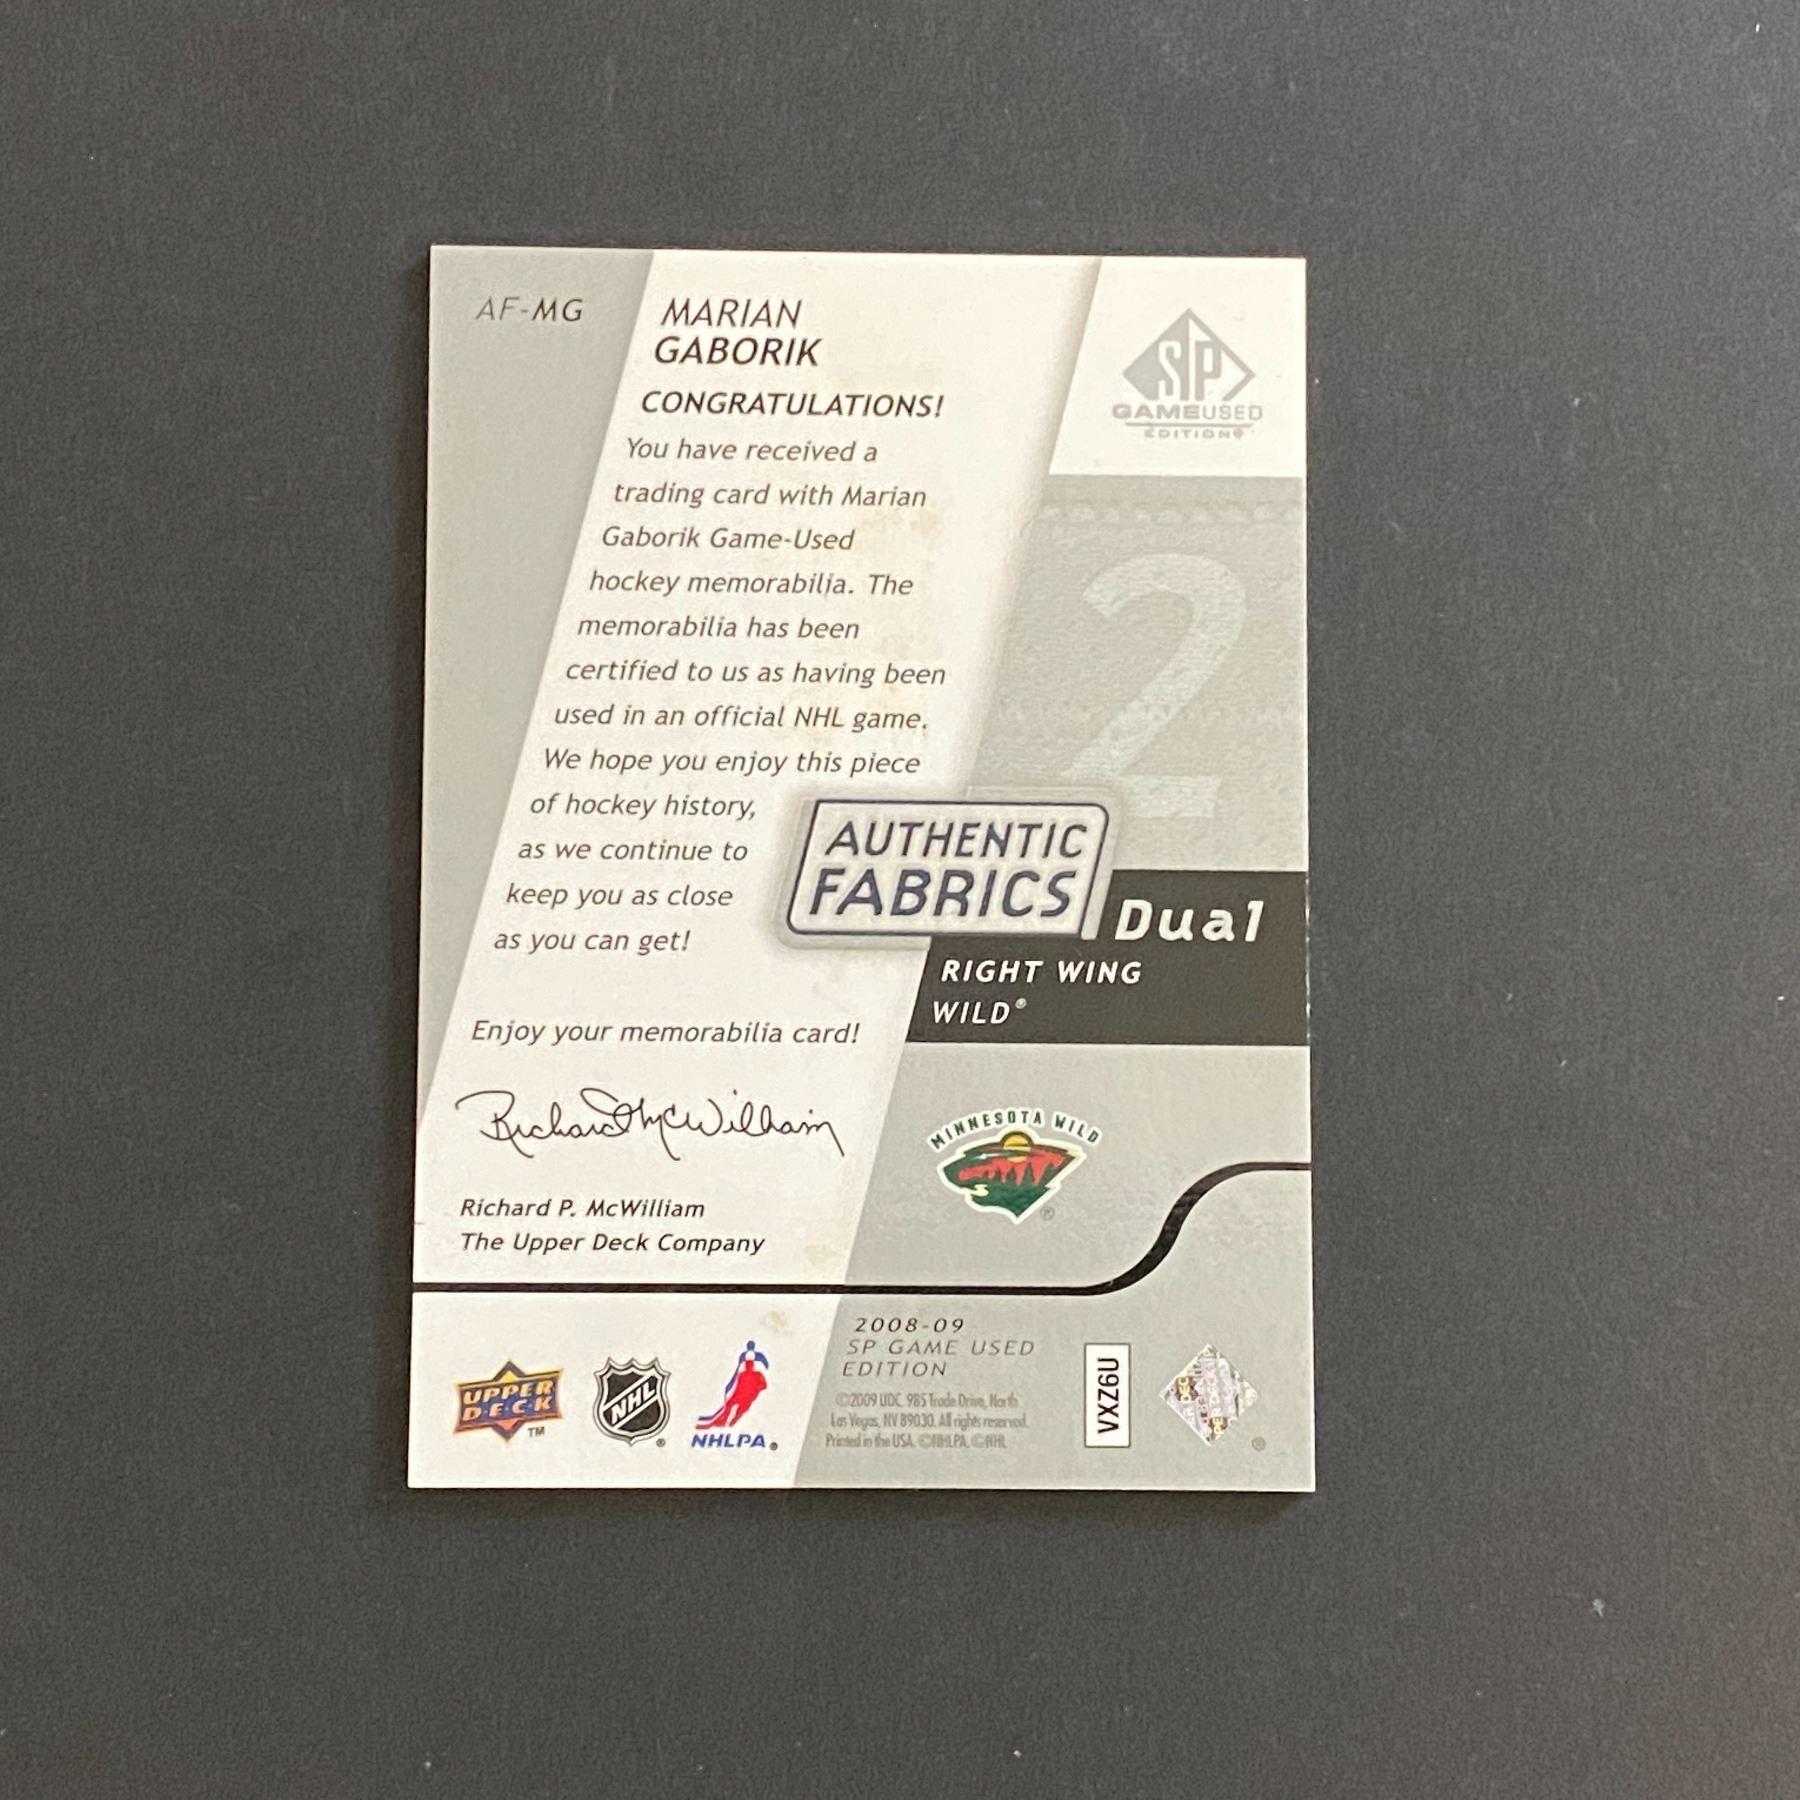 AF-MG
MARIAN
GABORIK
CONGRATULATIONS!
You have received a
trading card with Marian
Gaborik Game-Used
hockey memorabilia. The
memorabilia has been
certified to us as having been
used in an official NHL game.
We hope you enjoy this piece
of hockey history,
as we continue to
keep you as close
as you can get!
Enjoy your memorabilia card!
Richard McWilliam
Richard P. McWilliam
The Upper Deck Company
SP
GAMEUSED
EDITION®
2
AUTHENTIC
FABRICS
Dual
RIGHT WING
WILD®
MINNESOTA WILD
®
UPPER
DECK
TM
NHL
®
NHLPA®
2008-09
SP GAME USED
EDITION
©2009 UDC. 985 Trade Drive, North
Las Vegas, NV 89030. All rights reserved.
Printed in the USA. ©NHLPA. ©NHL
VXZ6U
®